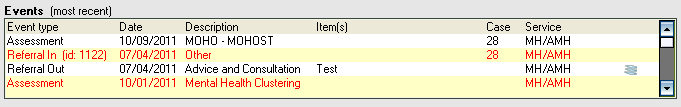 Events (most recent)
Event type Date Description Item(s) Case Service
Assessment 10/09/2011 MOHO - MOHOST 28 MH/AMH
Referral In (id: 1122) 07/04/2011 Other 28 MH/AMH
Referral Out 07/04/2011 Advice and Consultation Test MH/AMH
Assessment 10/01/2011 Mental Health Clustering MH/AMH